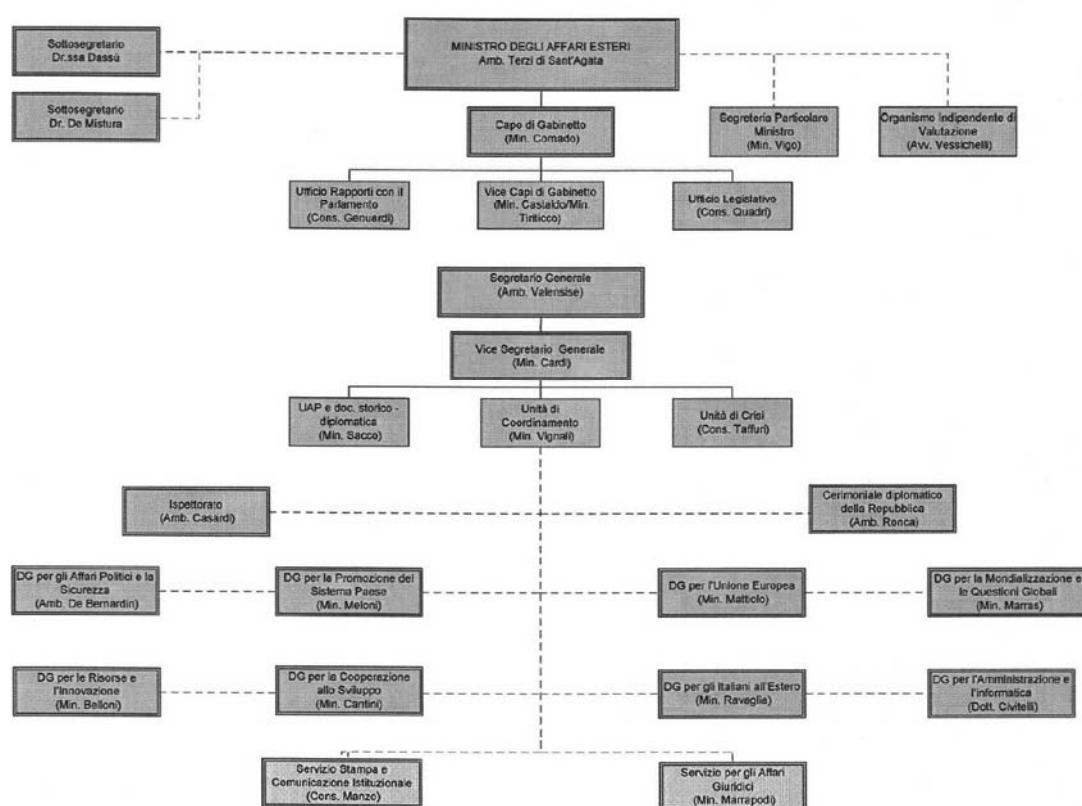 Sottosegretario
Dr.ssa Dassù
MINISTRO DEGLI AFFARI ESTERI
Amb. Terzi di Sant'Agata
Sottosegretario
Dr. De Mistura
Capo di Gabinetto
(Min. Cornado)
Segreteria Particolare
Ministro
(Min. Vigo)
Organismo Indipendente di
Valutazione
(Avv. Vessichelli)
Ufficio Rapporti con il
Parlamento
(Cons. Genuardi)
Vice Capi di Gabinetto
(Min. Castaldo/Min.
Tiriticco)
Ufficio Legislativo
(Cons. Quadri)
Segretario Generale
(Amb. Valensise)
Vice Segretario Generale
(Min. Cardi)
UAP e doc. storico -
diplomatica
(Min. Sacco)
Unità di
Coordinamento
(Min. Vignali)
Unità di Crisi
(Cons. Taffuri)
Ispettorato
(Amb. Casardi)
Cerimoniale diplomatico
della Repubblica
(Amb. Ronca)
DG per gli Affari Politici e la
Sicurezza
(Amb. De Bernardin)
DG per la Promozione del
Sistema Paese
(Min. Meloni)
DG per l'Unione Europea
(Min. Mattiolo)
DG per la Mondializzazione e
le Questioni Globali
(Min. Marras)
DG per le Risorse e
l'Innovazione
(Min. Belloni)
DG per la Cooperazione
allo Sviluppo
(Min. Cantini)
DG per gli Italiani all'Estero
(Min. Ravaglia)
DG per l'Amministrazione e
l'informatica
(Dott. Civitelli)
Servizio Stampa e
Comunicazione Istituzionale
(Cons. Manzo)
Servizio per gli Affari
Giuridici
(Min. Marrapodi)